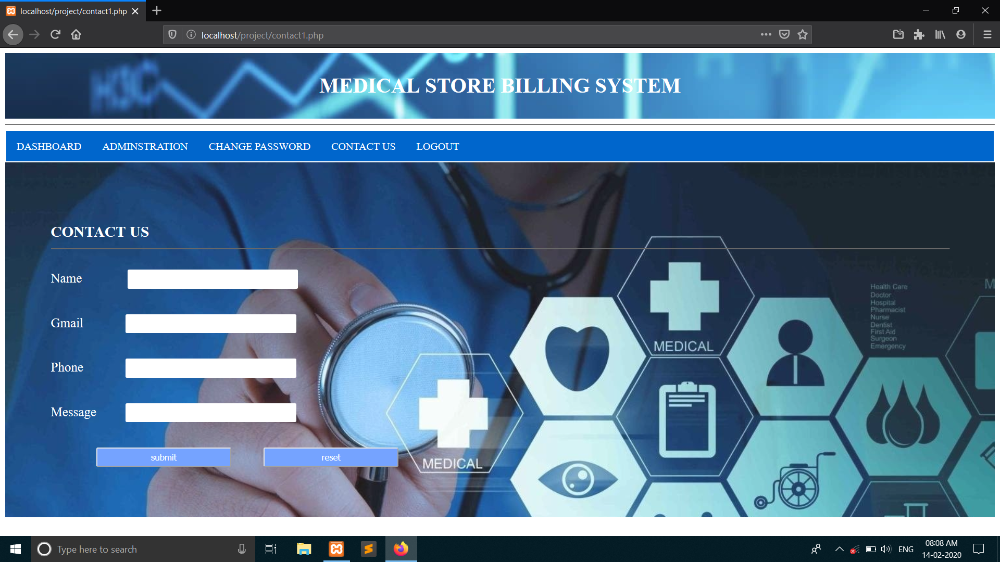 localhost/project/contact1.php
localhost/project/contact1.php
MEDICAL STORE BILLING SYSTEM
DASHBOARD ADMINSTRATION CHANGE PASSWORD CONTACT US LOGOUT
CONTACT US
Name
Gmail
Phone
Message
submit reset
MEDICAL
MEDICAL
Health Care
Doctor
Hospital
Pharmacist
Nurse
Dentist
First Aid
Surgeon
Emergency
M
Type here to search
ENG
08:08 AM
14-02-2020